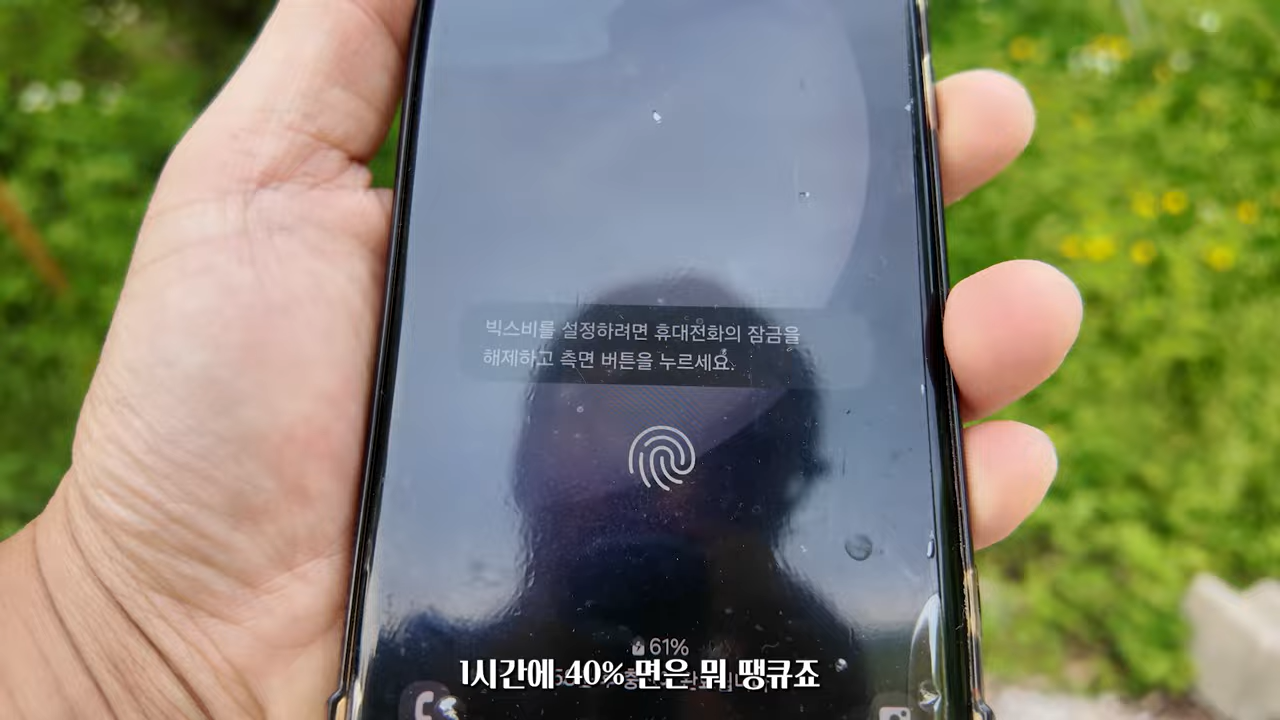 빅스비를 설정하려면 휴대전화의 잠금을
해제하고 측면 버튼을 누르세요.
61%
1시간에 40% 면은 뭐 땡큐죠